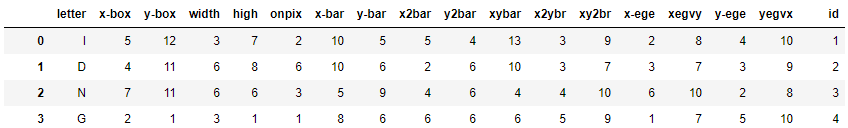 letter x-box y-box width high onpix x-bar y-bar x2bar y2bar xybar x2ybr xy2br x-ege xegvy y-ege yegvx id
0 I 5 12 3 7 2 10 5 5 4 13 3 9 2 8 4 10 1
1 D 4 11 6 8 6 10 6 2 6 10 3 7 3 7 3 9 2
2 N 7 11 6 6 3 5 9 4 6 4 4 10 6 10 2 8 3
3 G 2 1 3 1 1 8 6 6 6 6 5 9 1 7 5 10 4